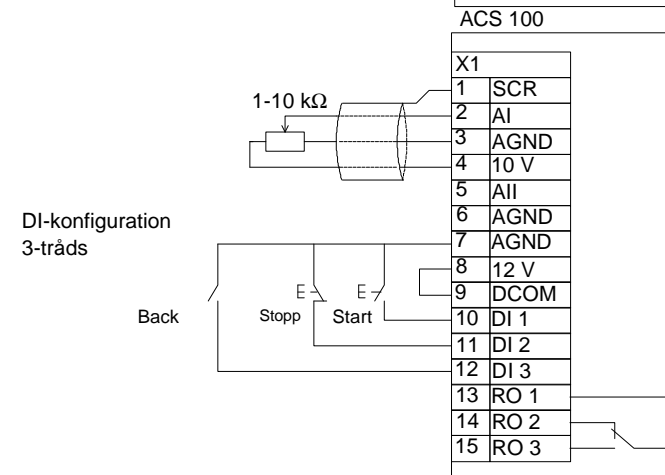 ACS 100
X1
1 SCR
1-10 kΩ
2 AI
3 AGND
4 10 V
5 AII
6 AGND
DI-konfiguration
3-tråds
7 AGND
8 12 V
9 DCOM
Back
E
Stopp
E
Start
10 DI 1
11 DI 2
12 DI 3
13 RO 1
14 RO 2
15 RO 3